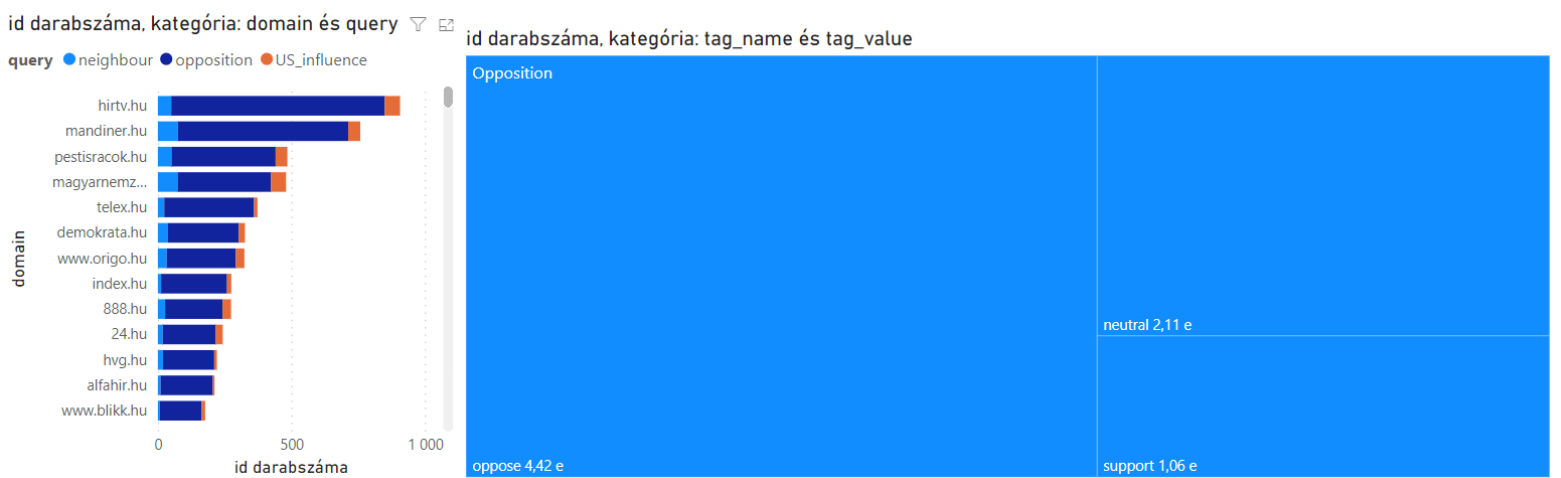 id darabszáma, kategória: domain és query
query neighbour opposition US_influence
domain
hirtv.hu
mandiner.hu
pestisracok.hu
magyarnemz...
telex.hu
demokrata.hu
www.origo.hu
index.hu
888.hu
24.hu
hvg.hu
alfahir.hu
www.blikk.hu
0 500 1 000
id darabszáma
id darabszáma, kategória: tag_name és tag_value
Opposition
oppose 4,42 e
neutral 2,11 e
support 1,06 e